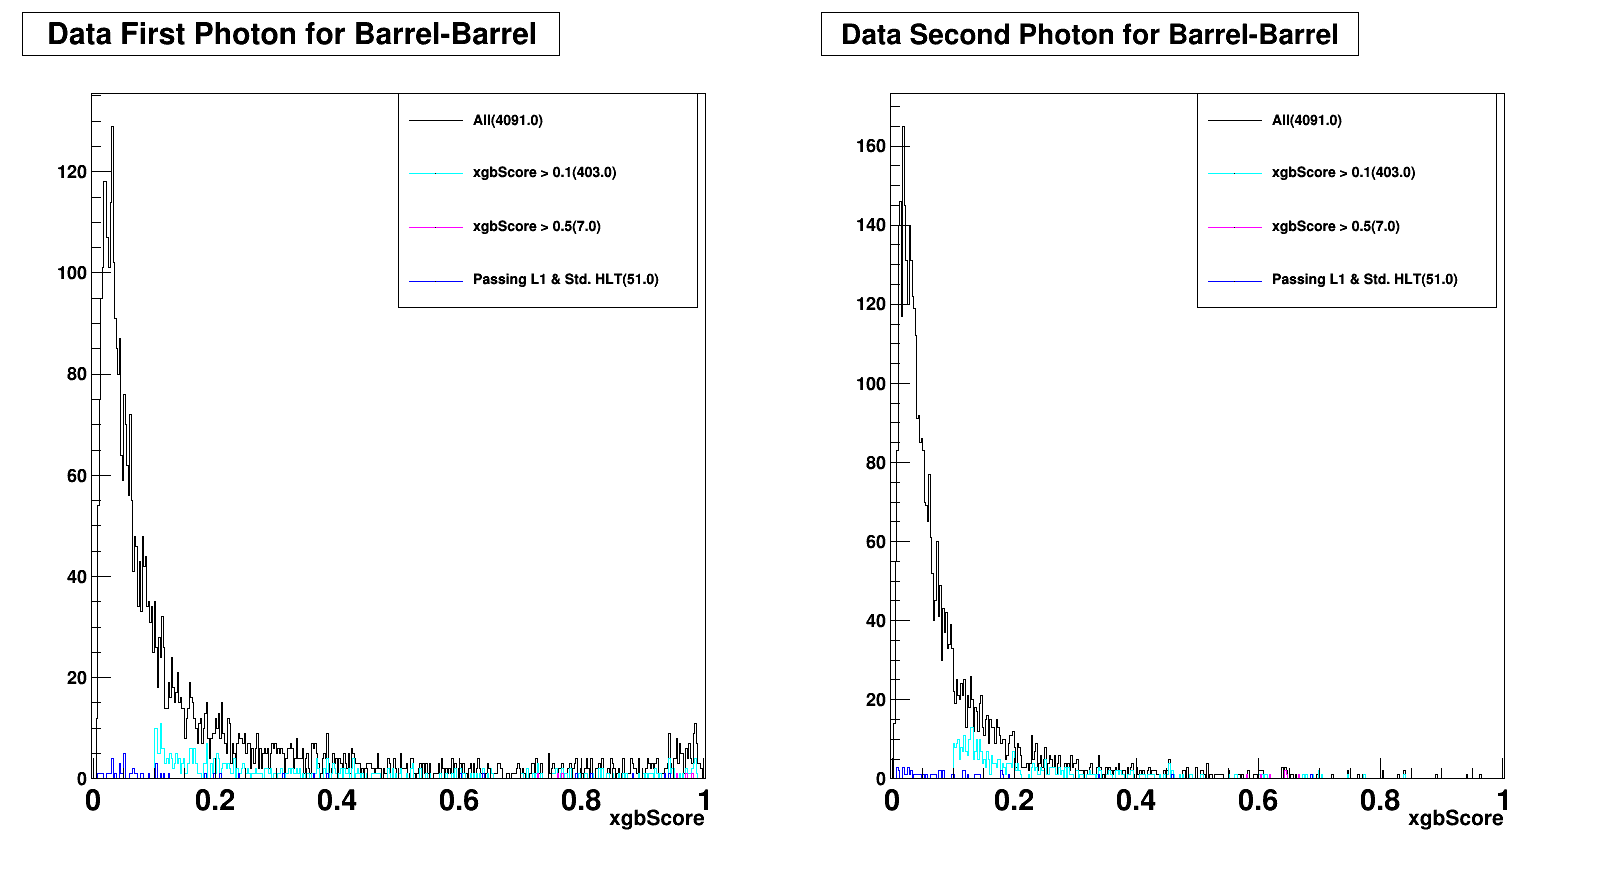 Data First Photon for Barrel-Barrel
All(4091.0)
xgbScore > 0.1(403.0)
xgbScore > 0.5(7.0)
Passing L1 & Std. HLT(51.0)
120
100
80
60
40
20
0
0 0.2 0.4 0.6 0.8 1
xgbScore
Data Second Photon for Barrel-Barrel
All(4091.0)
xgbScore > 0.1(403.0)
xgbScore > 0.5(7.0)
Passing L1 & Std. HLT(51.0)
160
140
120
100
80
60
40
20
0
0 0.2 0.4 0.6 0.8 1
xgbScore